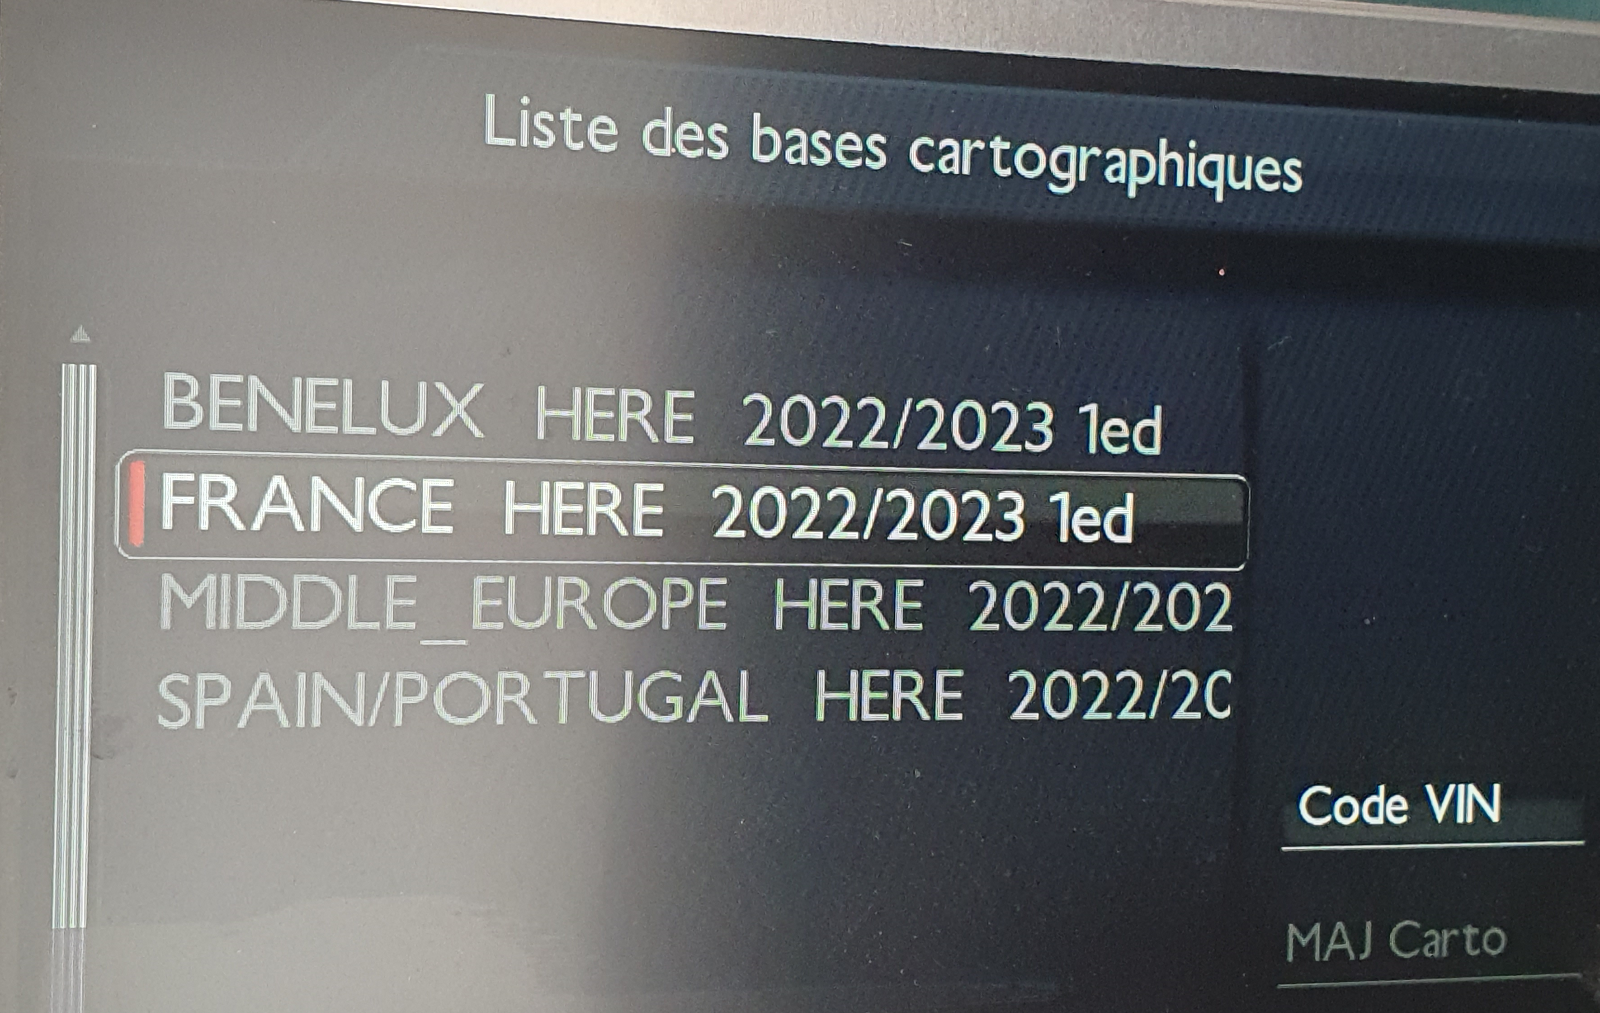 Liste des bases cartographiques
BENELUX HERE 2022/2023 1ed
FRANCE HERE 2022/2023 1ed
MIDDLE_EUROPE HERE 2022/202
SPAIN/PORTUGAL HERE 2022/20
Code VIN
MAJ Carto